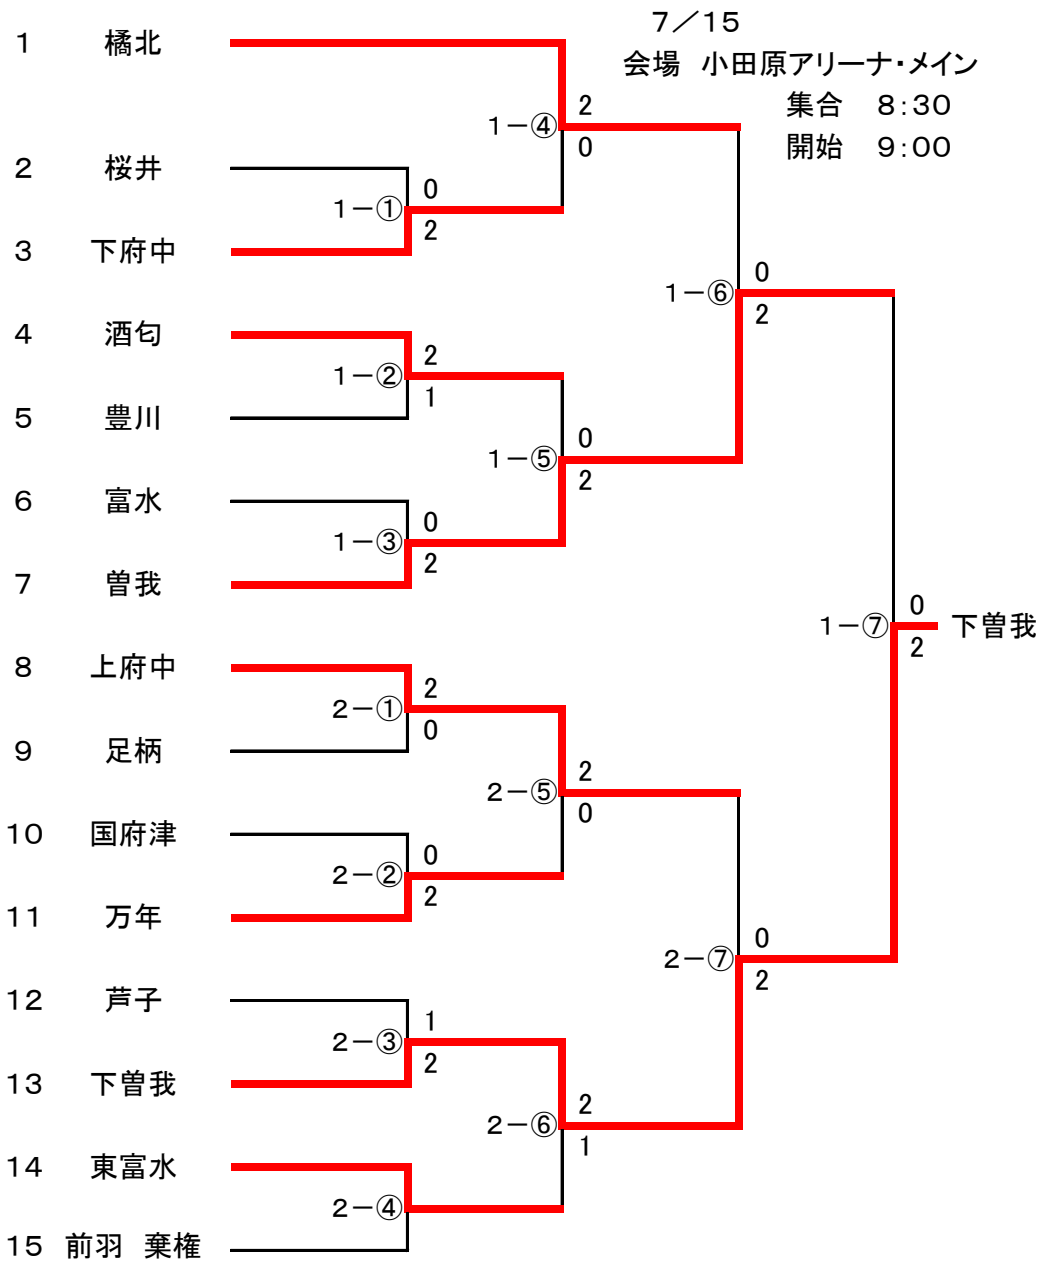 7／15
会場　小田原アリーナ・メイン
集合　8：30
開始　9：00
1　橘北
2　桜井
3　下府中
4　酒匂
5　豊川
6　富水
7　曽我
8　上府中
9　足柄
10　国府津
11　万年
12　芦子
13　下曽我
14　東富水
15　前羽　棄権
1－①
0
2
1－②
2
1
1－③
0
2
2－①
2
0
2－②
0
2
2－③
1
2
2－④
1－④
2
0
1－⑤
0
2
2－⑤
2
0
2－⑥
2
1
1－⑥
0
2
2－⑦
0
2
1－⑦
0
2
下曽我